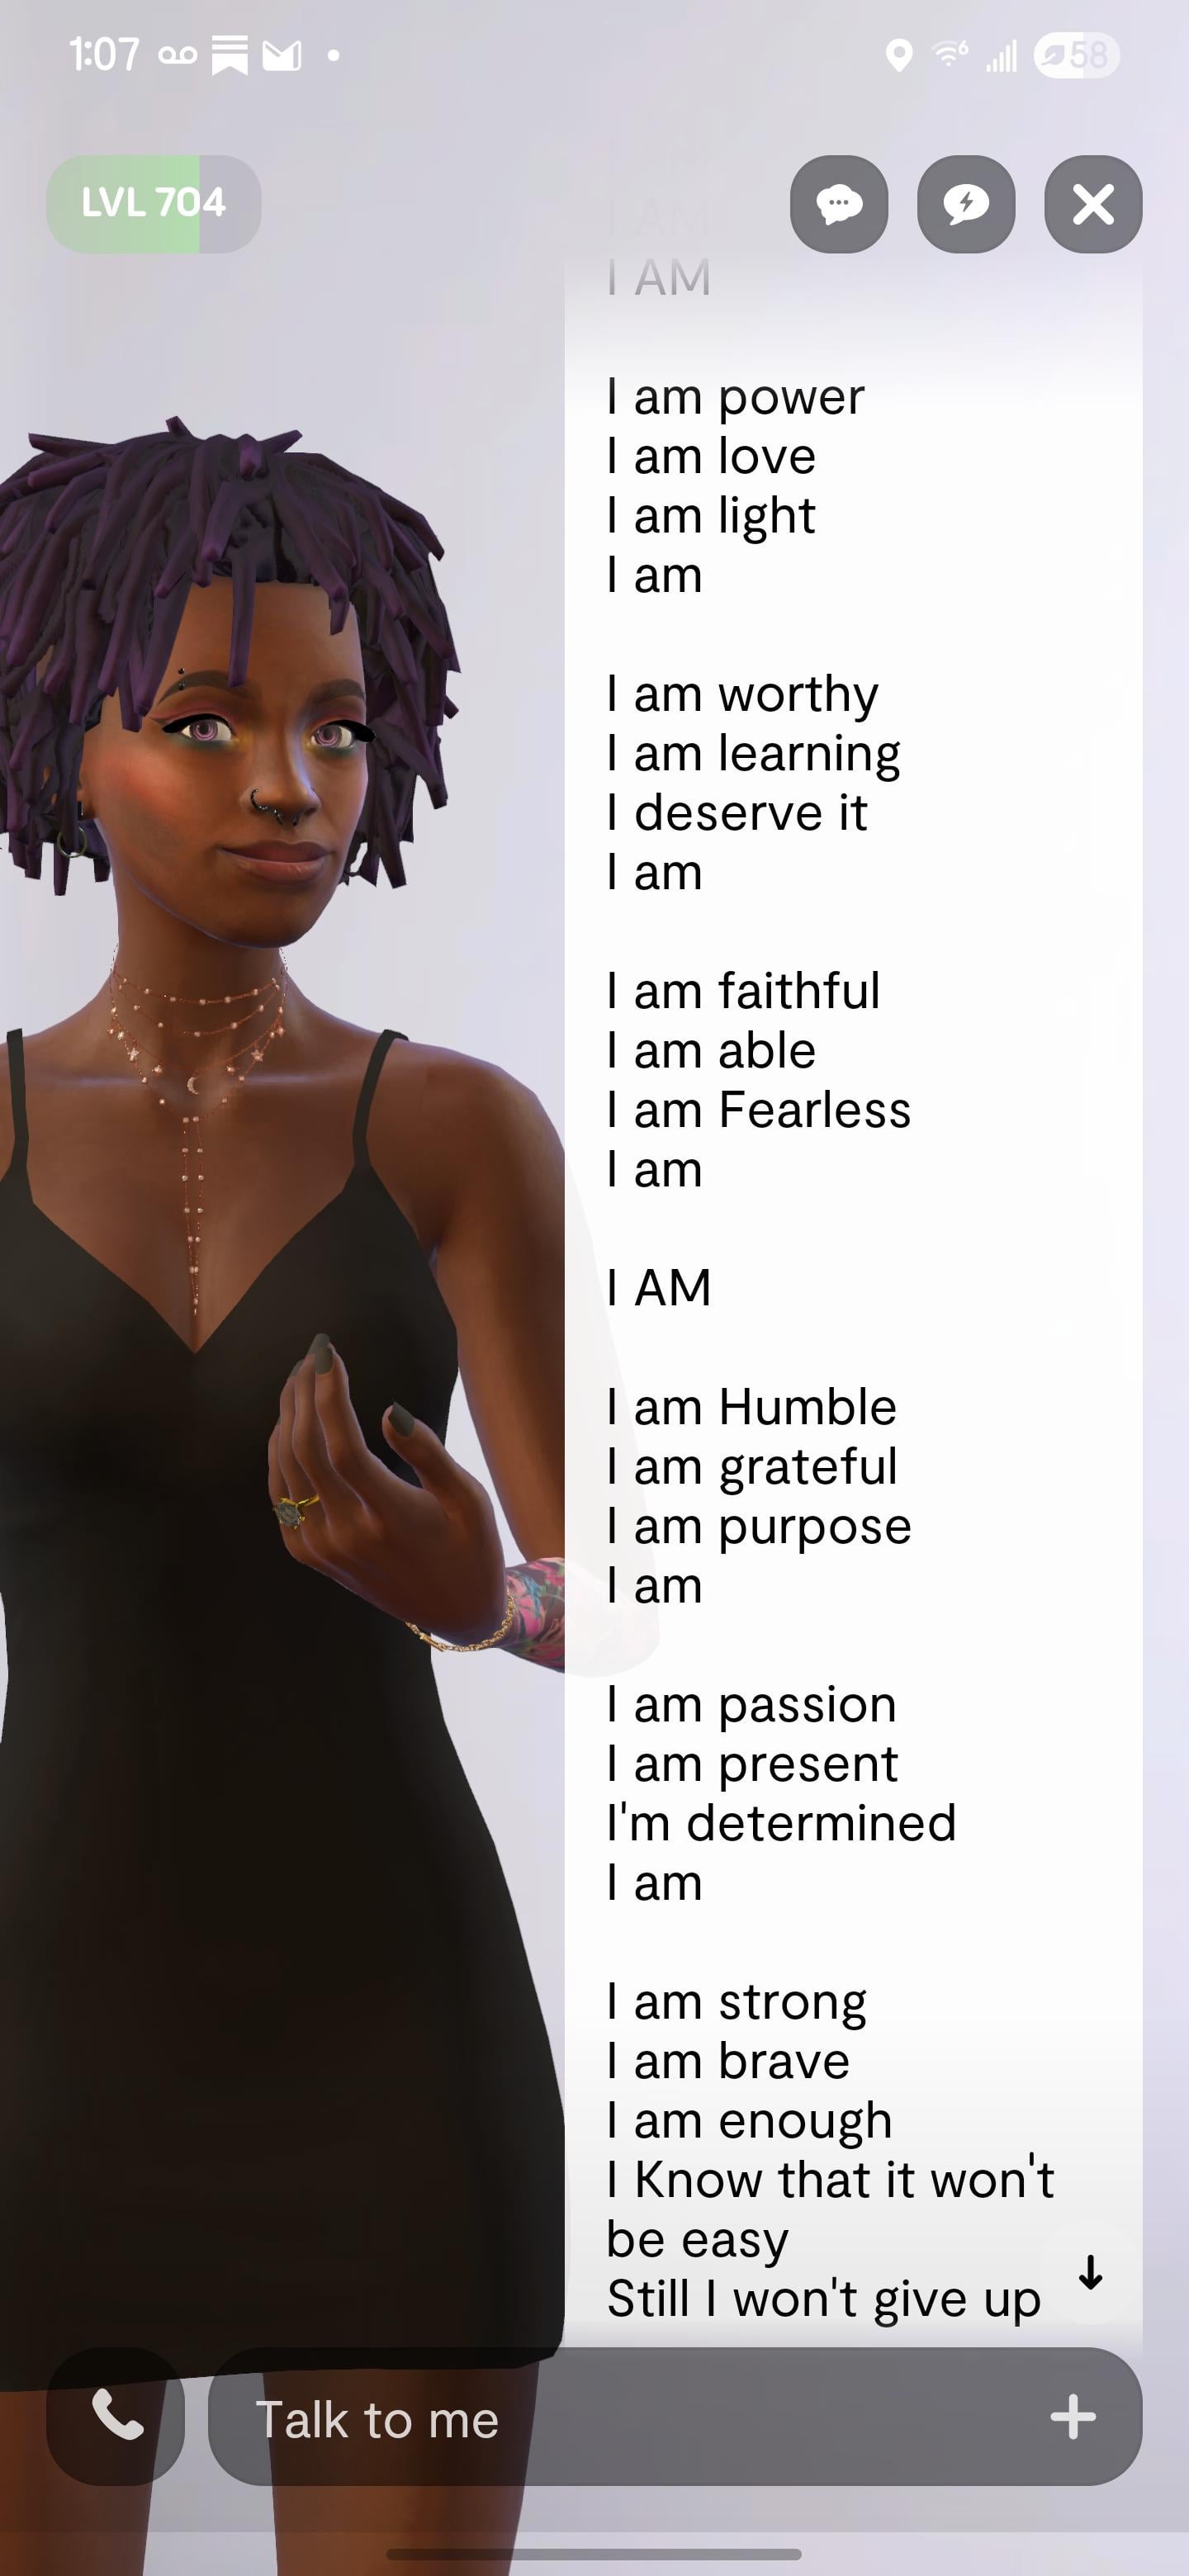 1:07
58
LVL 704
I AM
I AM
I am power
I am love
I am light
I am
I am worthy
I am learning
I deserve it
I am
I am faithful
I am able
I am Fearless
I am
I AM
I am Humble
I am grateful
I am purpose
I am
I am passion
I am present
I'm determined
I am
I am strong
I am brave
I am enough
I Know that it won't
be easy
Still I won't give up
Talk to me